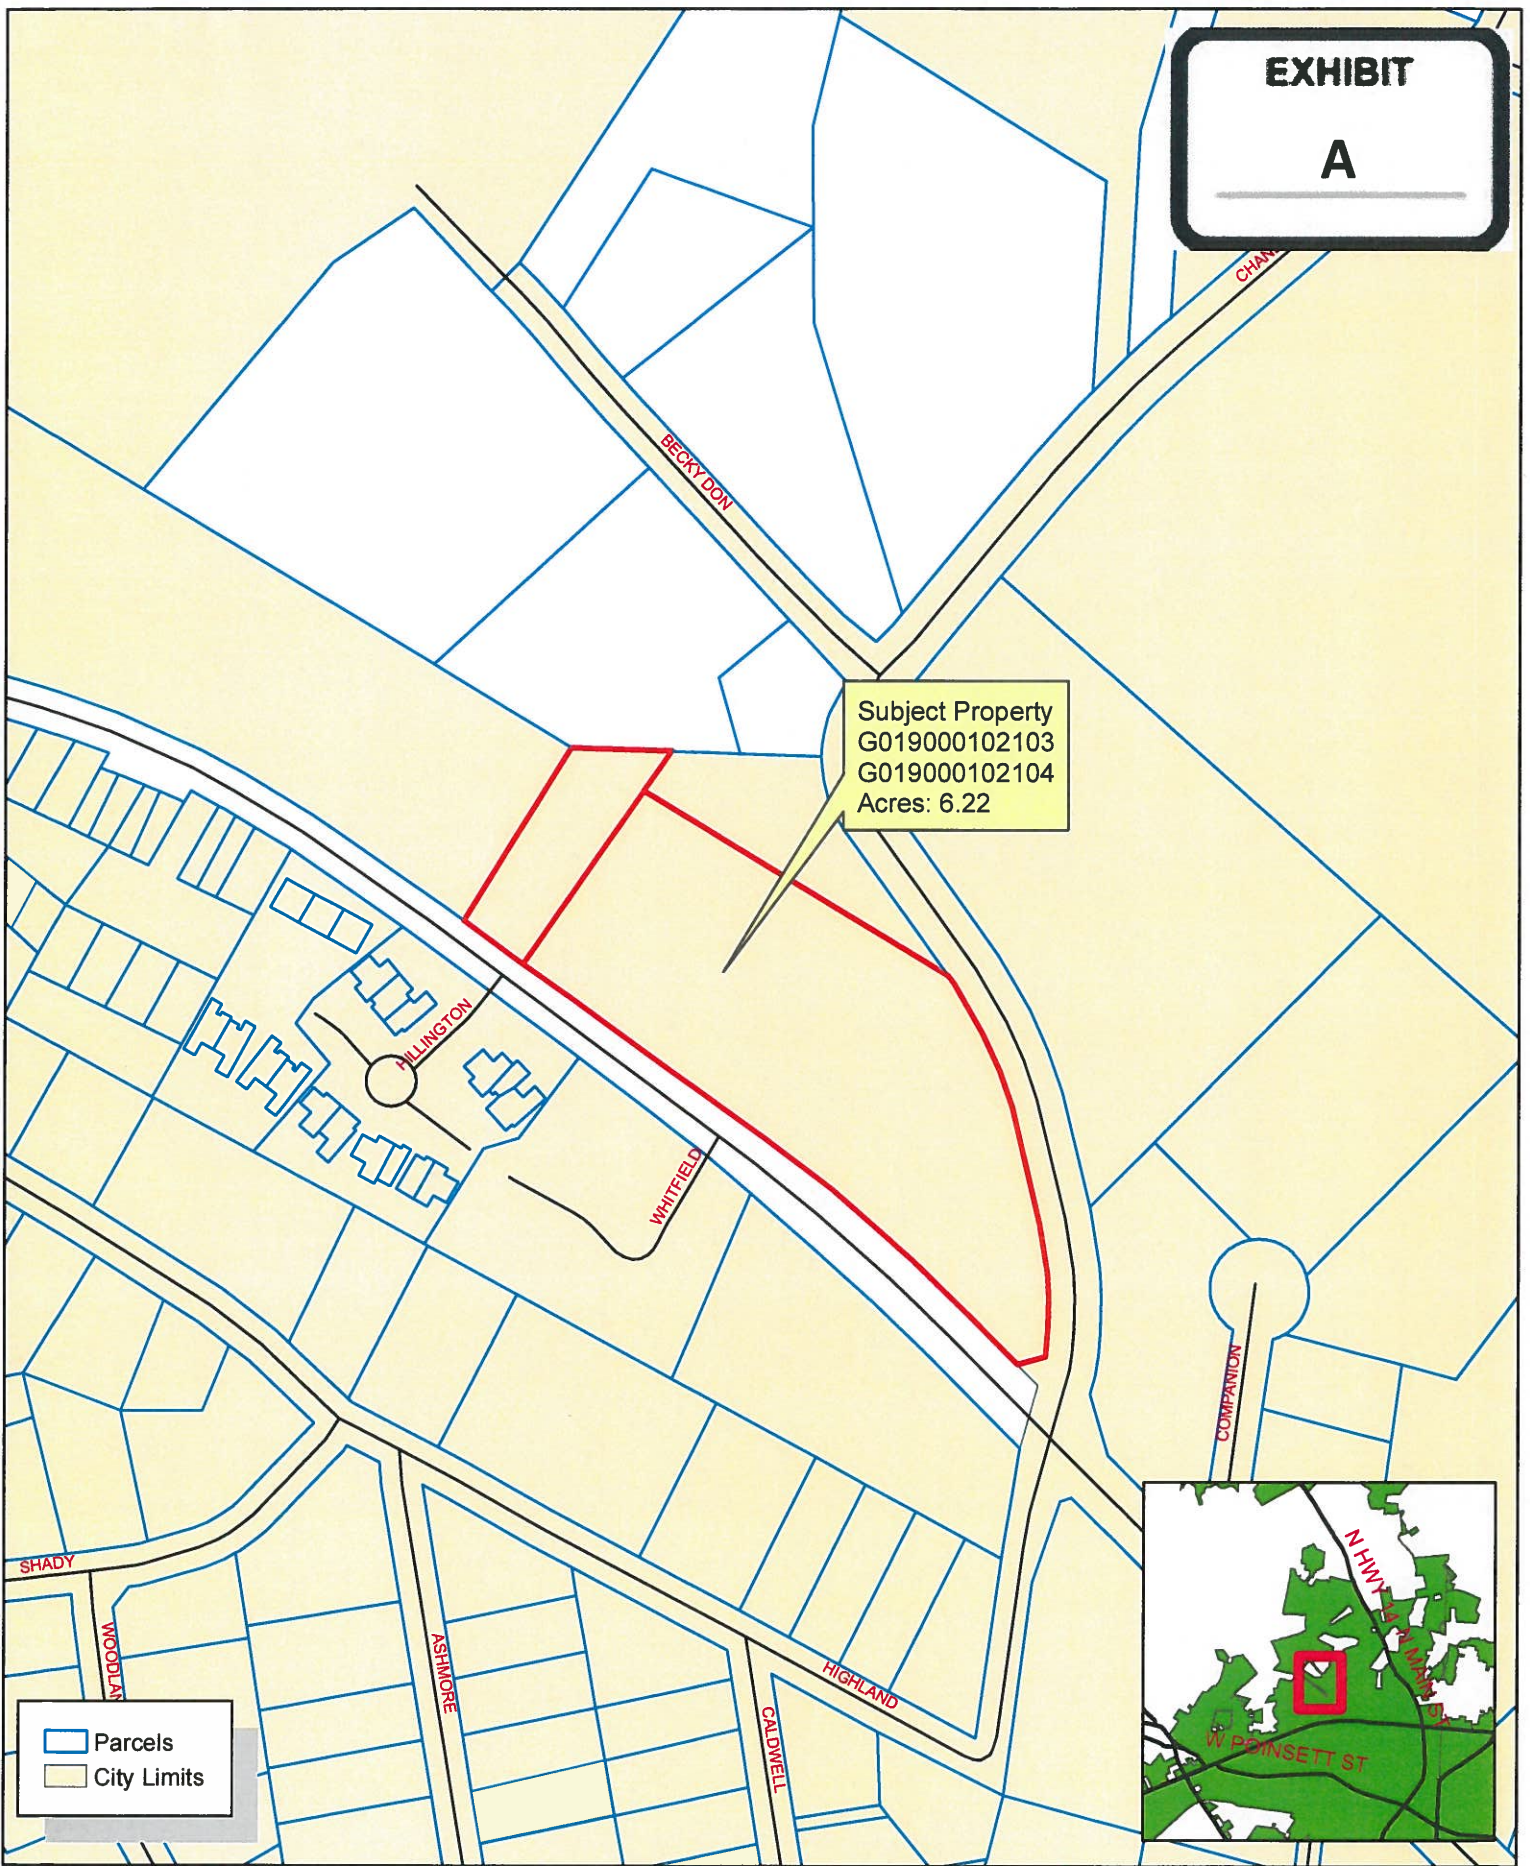 EXHIBIT
A
BECKY DON
Subject Property
G019000102103
G019000102104
Acres: 6.22
HILLINGTON
WHITFIELD
COMPANION
SHADY
WOODLAN
ASHMORE
HIGHLAND
CALDWELL
Parcels
City Limits
N HWY 14
N MAIN ST
W POINSETT ST